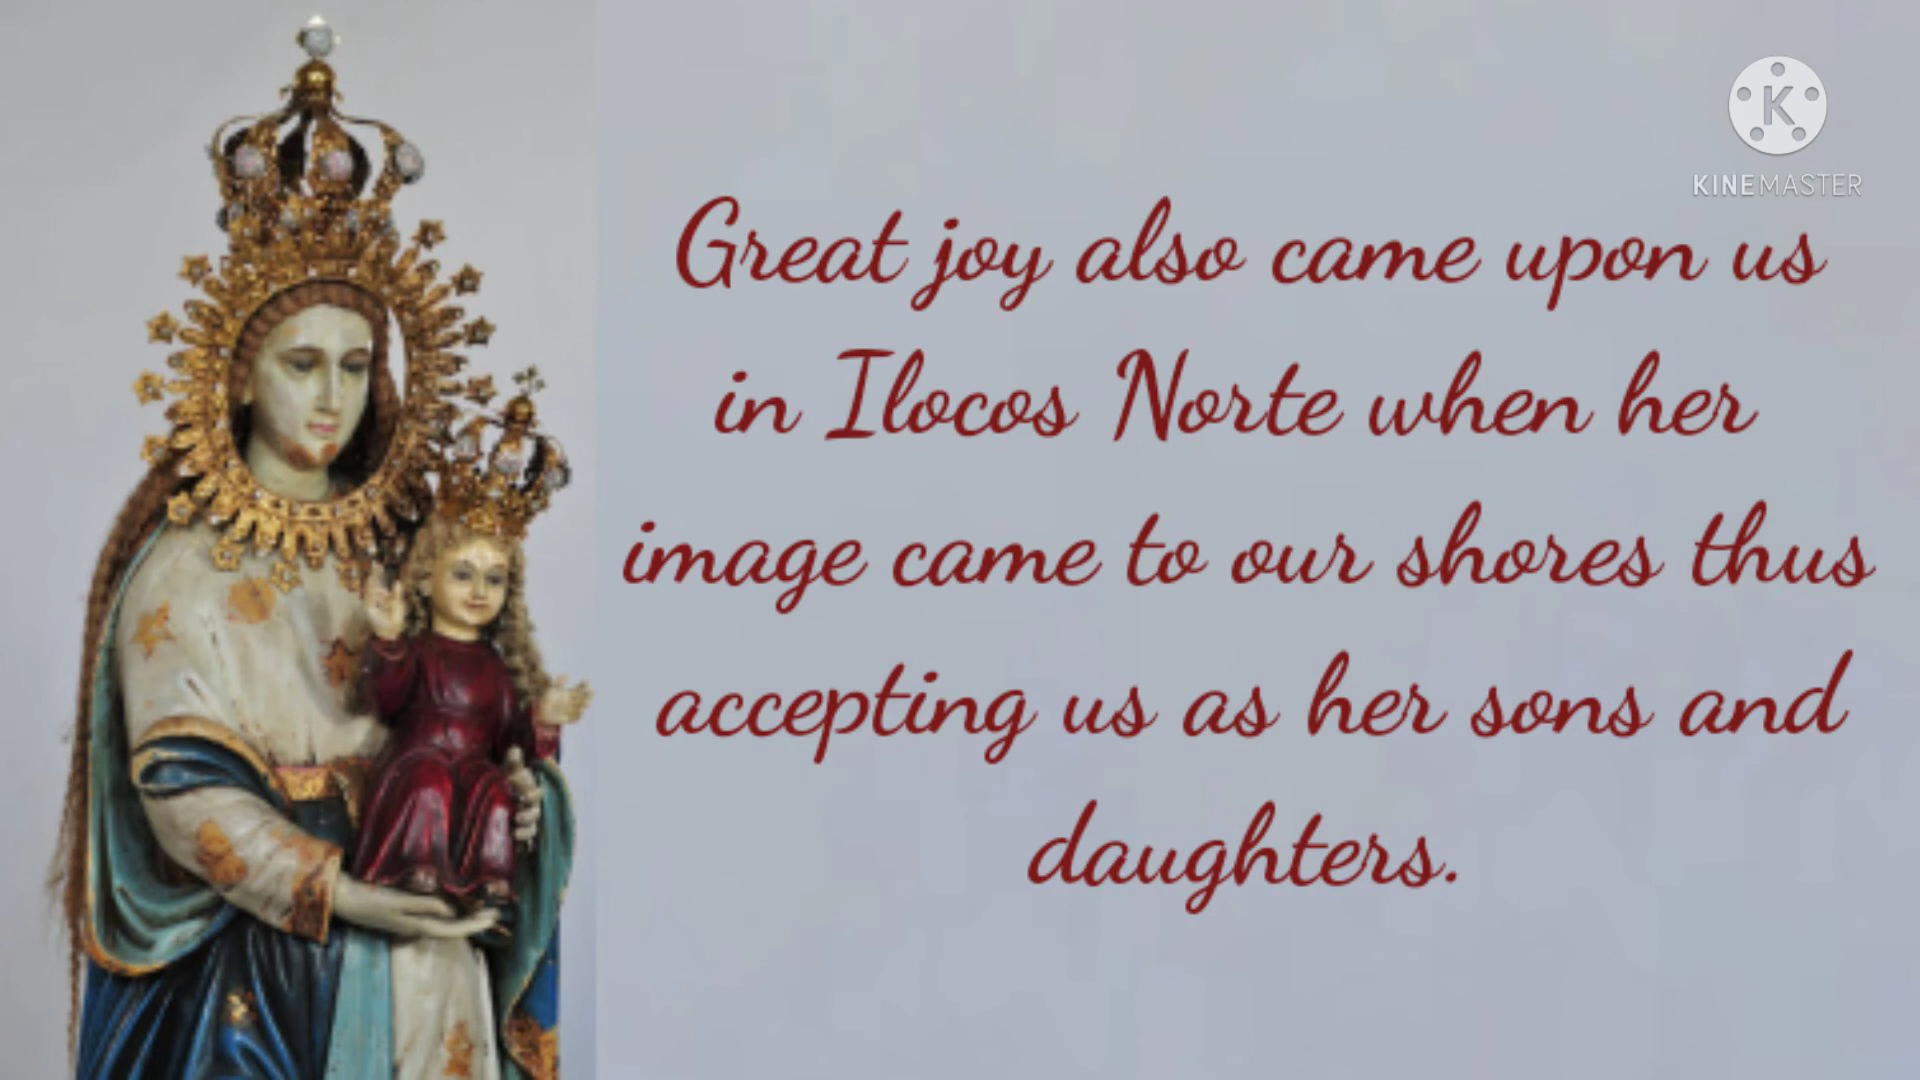 K
KINEMASTER
Great joy also came upon us
in Ilocos Norte when her
image came to our shores thus
accepting us as her sons and
daughters.